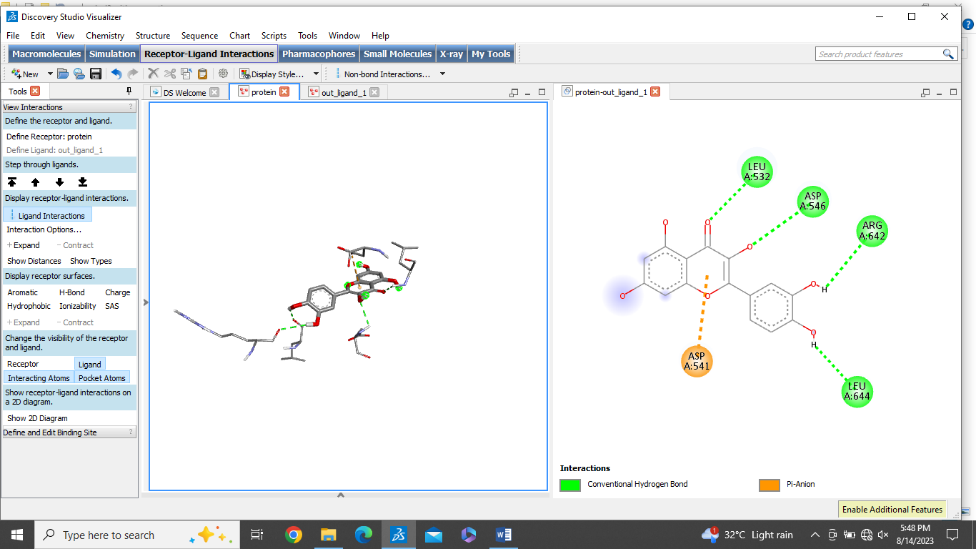 Discovery Studio Visualizer
File Edit View Chemistry Structure Sequence Chart Scripts Tools Window Help
Macromolecules Simulation Receptor-Ligand Interactions Pharmacophores Small Molecules X-ray My Tools
Search product features
New Display Style... Non-bond Interactions...
Tools
DS Welcome protein out_ligand_1
protein-out_ligand_1
View Interactions ?
Define the receptor and ligand.
Define Receptor: protein
Define Ligand: out_ligand_1
Step through ligands.
Display receptor-ligand interactions.
Ligand Interactions
Interaction Options...
+ Expand - Contract
Show Distances Show Types
Display receptor surfaces.
Aromatic H-Bond Charge
Hydrophobic Ionizability SAS
+ Expand - Contract
Change the visibility of the receptor
and ligand.
Receptor Ligand
Interacting Atoms Pocket Atoms
Show receptor-ligand interactions on
a 2D diagram.
Show 2D Diagram
Define and Edit Binding Site ?
LEU
A:532
ASP
A:546
ARG
A:642
O
O
O
O
O
O
H
O
H
ASP
A:541
LEU
A:644
Interactions
Conventional Hydrogen Bond
Pi-Anion
Enable Additional Features
Type here to search
32°C Light rain
5:48 PM
8/14/2023